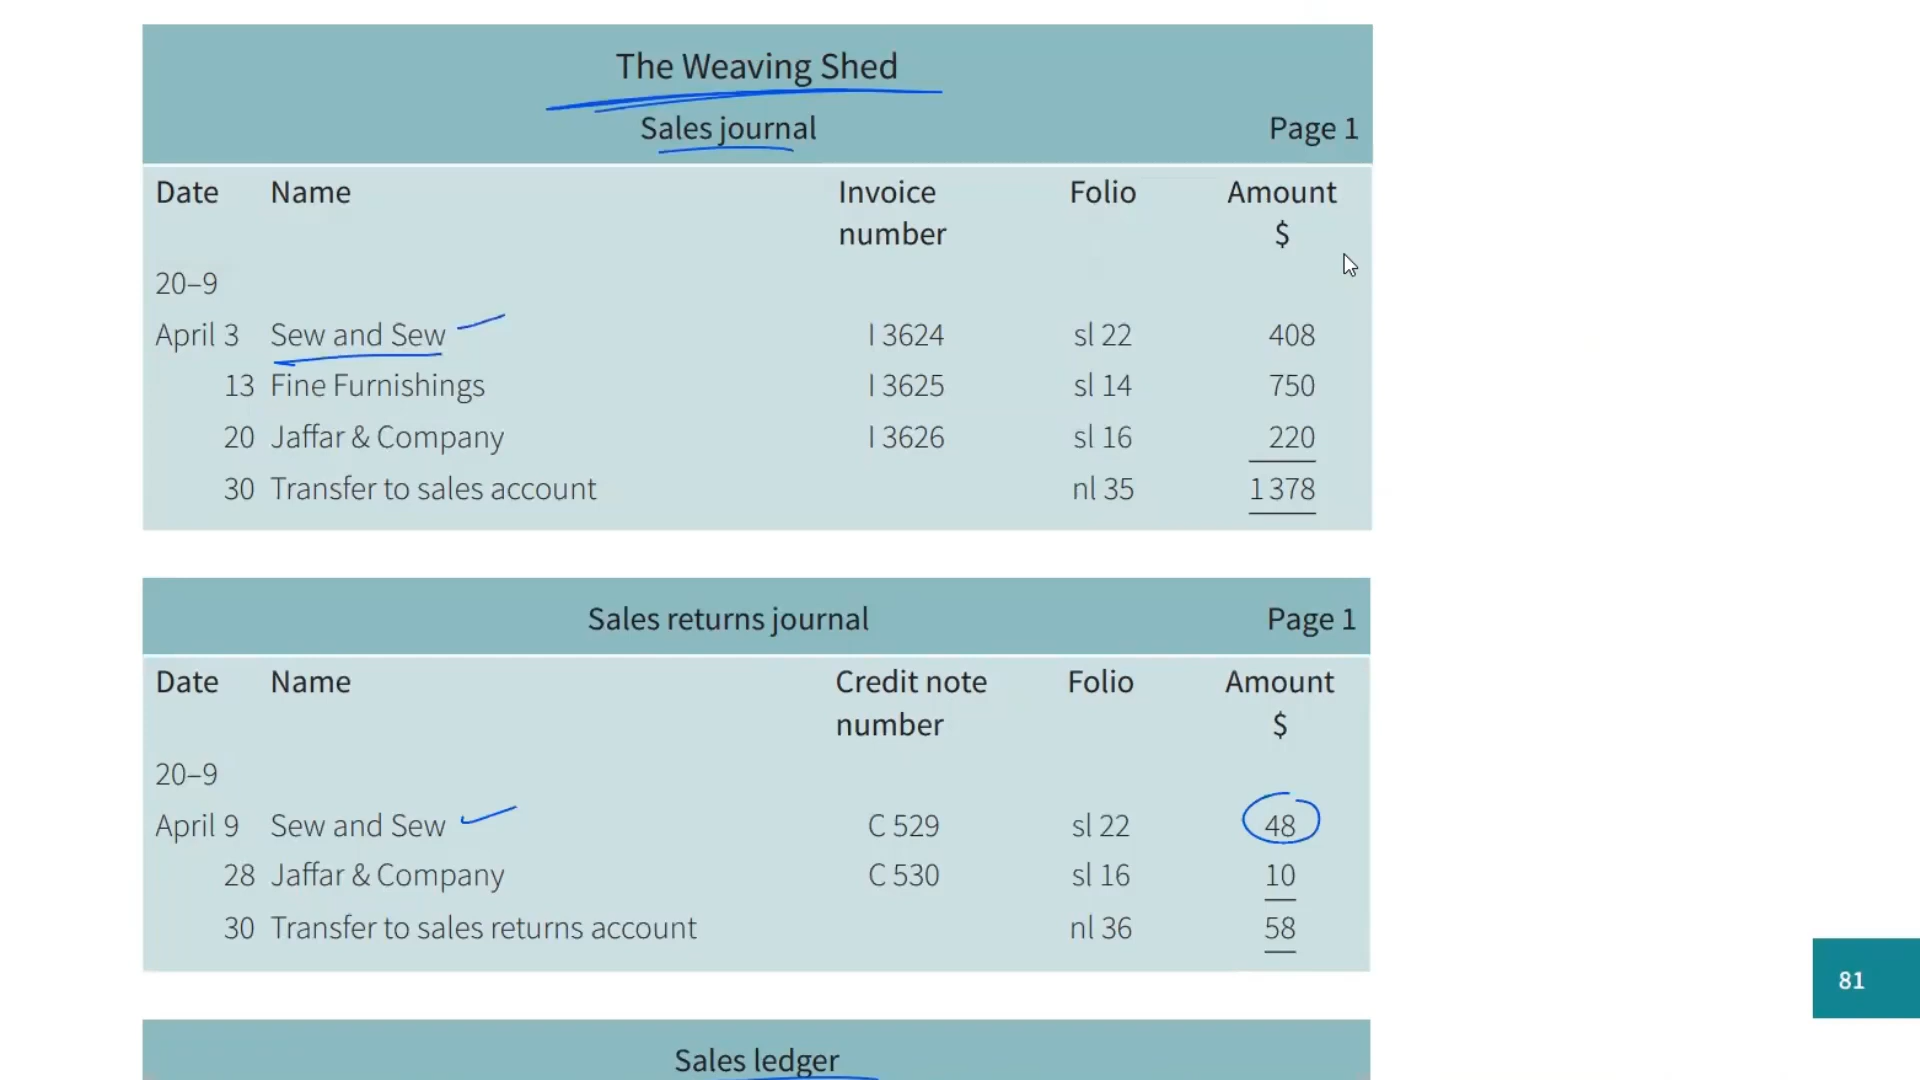 The Weaving Shed
Sales journal Page 1
Date Name Invoice number Folio Amount $
20–9
April 3 Sew and Sew I 3624 sl 22 408
13 Fine Furnishings I 3625 sl 14 750
20 Jaffar & Company I 3626 sl 16 220
30 Transfer to sales account nl 35 1 378
Sales returns journal Page 1
Date Name Credit note number Folio Amount $
20–9
April 9 Sew and Sew C 529 sl 22 48
28 Jaffar & Company C 530 sl 16 10
30 Transfer to sales returns account nl 36 58
81
Sales ledger